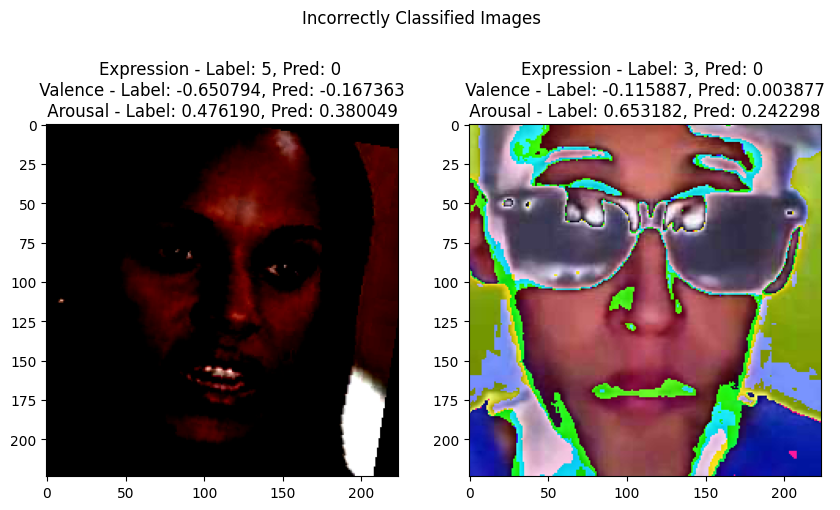 Incorrectly Classified Images
Expression - Label: 5, Pred: 0
Valence - Label: -0.650794, Pred: -0.167363
Arousal - Label: 0.476190, Pred: 0.380049
Expression - Label: 3, Pred: 0
Valence - Label: -0.115887, Pred: 0.003877
Arousal - Label: 0.653182, Pred: 0.242298
0
25
50
75
100
125
150
175
200
0 50 100 150 200
0
25
50
75
100
125
150
175
200
0 50 100 150 200